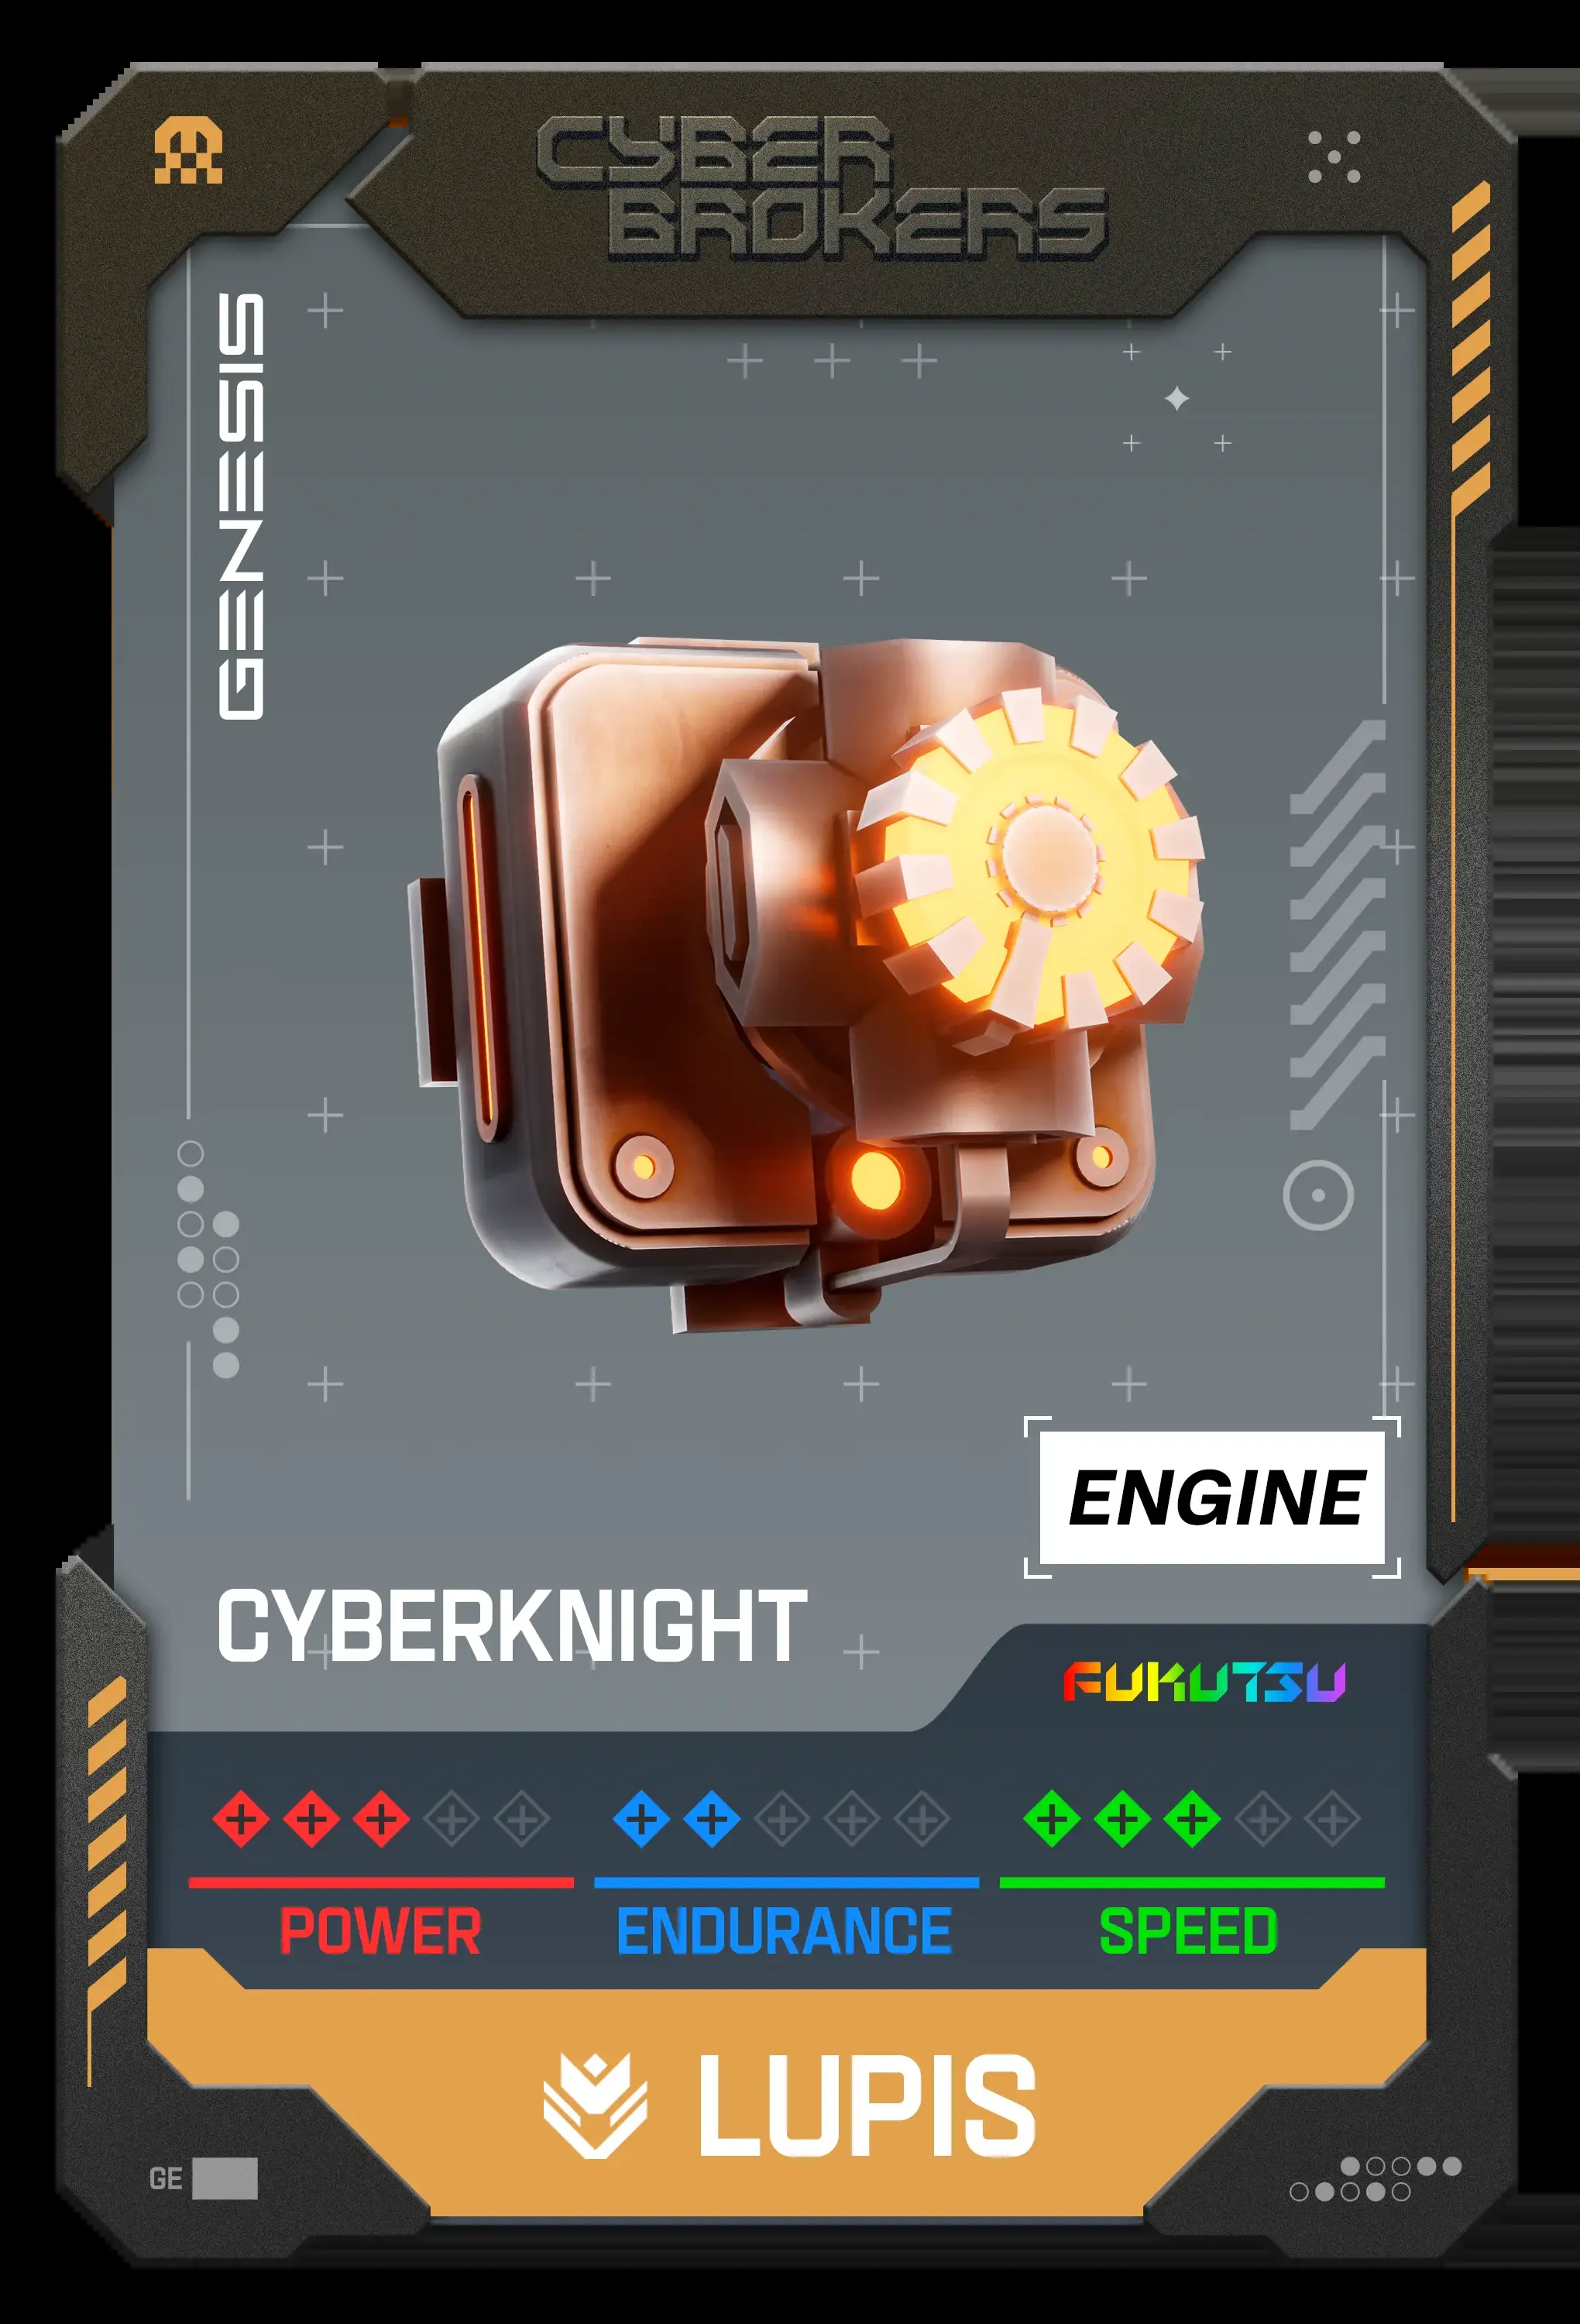 CYBER
BROKERS
GENESIS
ENGINE
CYBERKNIGHT
FUKUTSU
POWER
ENDURANCE
SPEED
LUPIS
GE